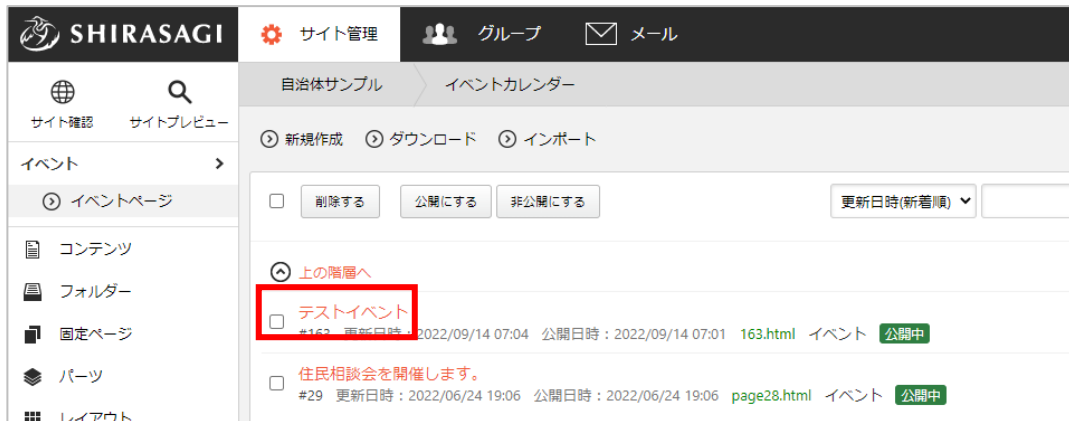 SHIRASAGI
サイト管理
グループ
メール
サイト確認
サイトプレビュー
イベント
イベントページ
コンテンツ
フォルダー
固定ページ
パーツ
レイアウト
自治体サンプル
イベントカレンダー
新規作成 ダウンロード インポート
削除する 公開にする 非公開にする 更新日時(新着順)
上の階層へ
テストイベント
#163 更新日時：2022/09/14 07:04 公開日時：2022/09/14 07:01 163.html イベント 公開中
住民相談会を開催します。
#29 更新日時：2022/06/24 19:06 公開日時：2022/06/24 19:06 page28.html イベント 公開中